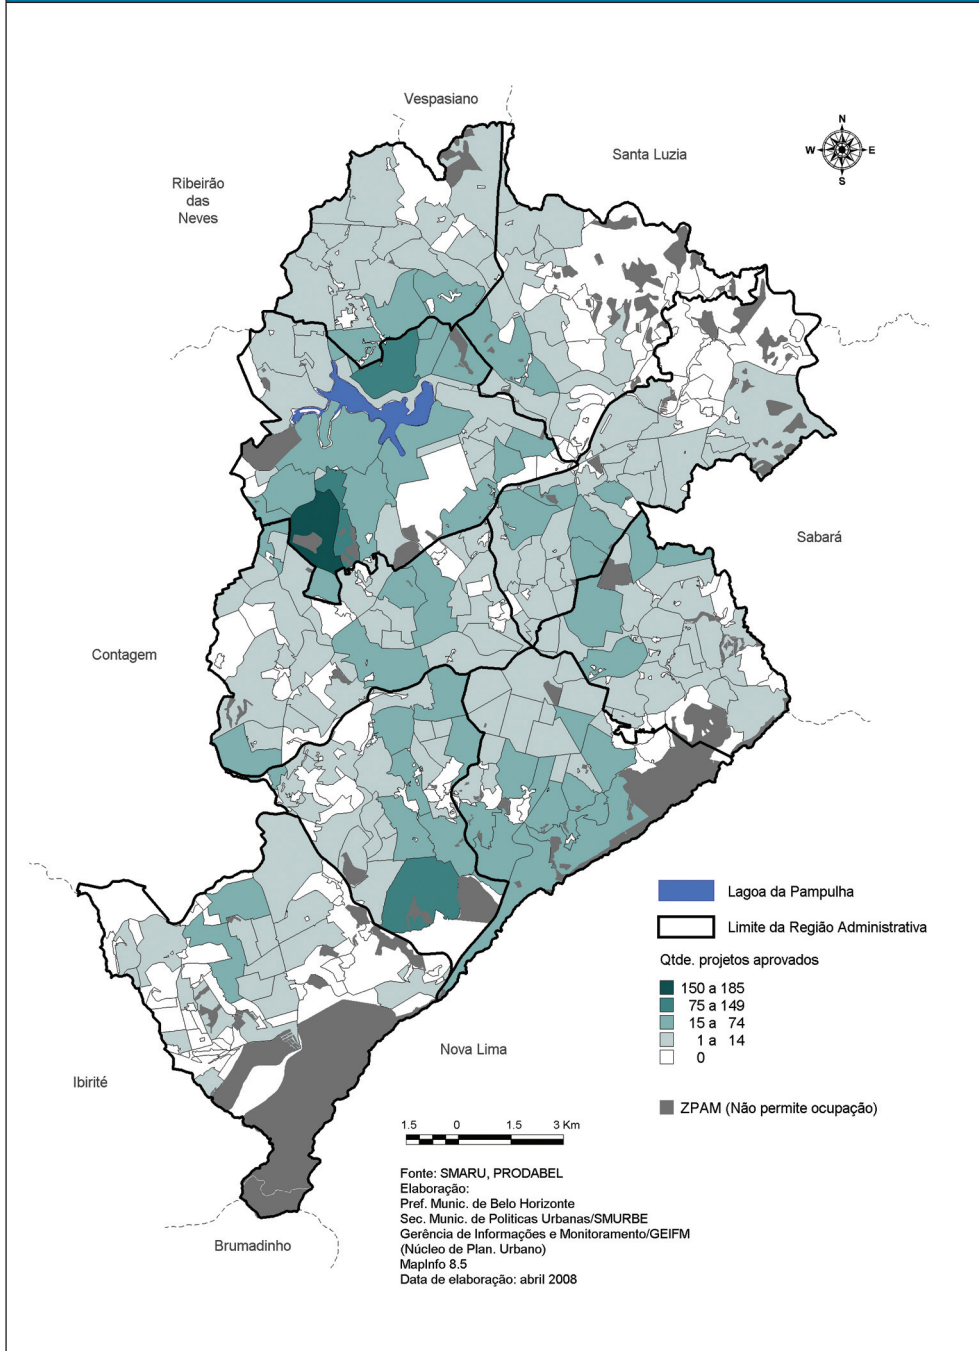 Vespasiano
Santa Luzia
N
W
E
S
Ribeirão
das
Neves
Sabará
Contagem
Lagoa da Pampulha
Limite da Região Administrativa
Qtde. projetos aprovados
150 a 185
75 a 149
15 a 74
1 a 14
0
ZPAM (Não permite ocupação)
Nova Lima
Ibirité
1.5 0 1.5 3 Km
Fonte: SMARU, PRODABEL
Elaboração:
Pref. Munic. de Belo Horizonte
Sec. Munic. de Politicas Urbanas/SMURBE
Gerência de Informações e Monitoramento/GEIFM
(Núcleo de Plan. Urbano)
MapInfo 8.5
Data de elaboração: abril 2008
Brumadinho